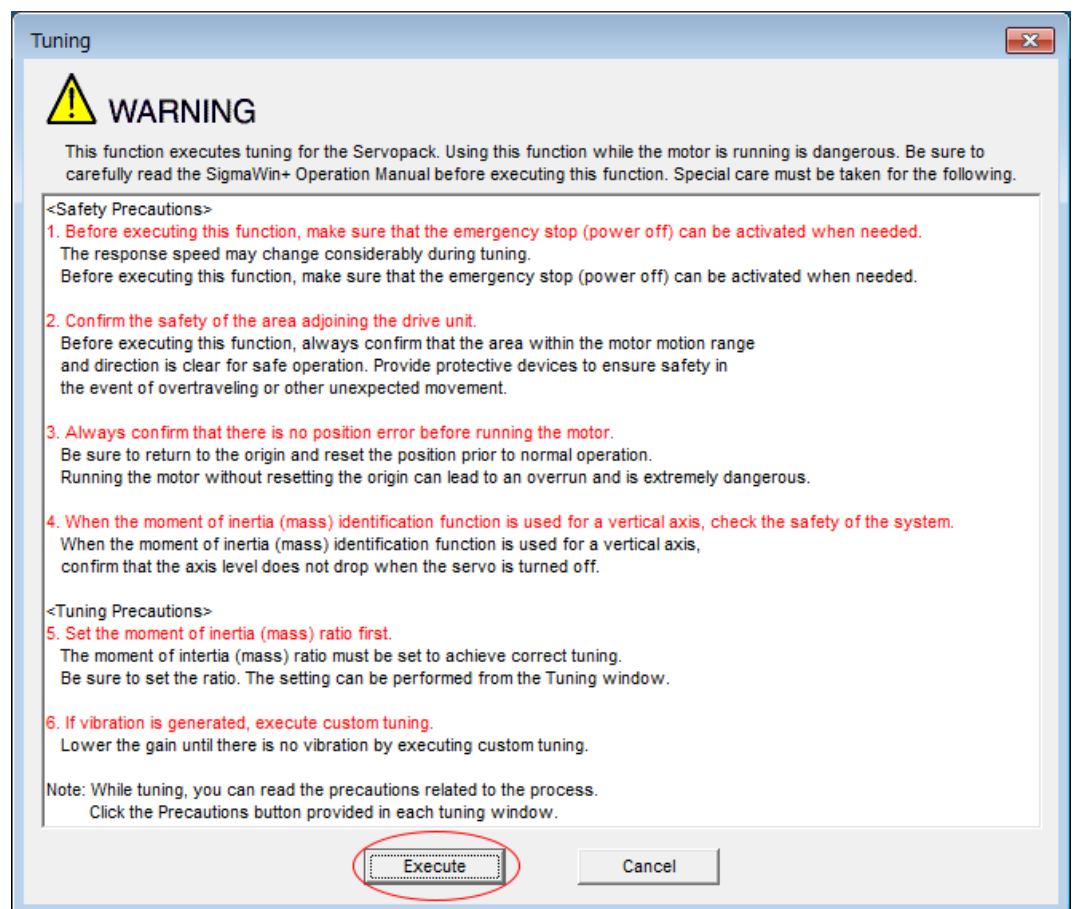 Tuning
WARNING
This function executes tuning for the Servopack. Using this function while the motor is running is dangerous. Be sure to
carefully read the SigmaWin+ Operation Manual before executing this function. Special care must be taken for the following.
<Safety Precautions>
1. Before executing this function, make sure that the emergency stop (power off) can be activated when needed.
The response speed may change considerably during tuning.
Before executing this function, make sure that the emergency stop (power off) can be activated when needed.
2. Confirm the safety of the area adjoining the drive unit.
Before executing this function, always confirm that the area within the motor motion range
and direction is clear for safe operation. Provide protective devices to ensure safety in
the event of overtraveling or other unexpected movement.
3. Always confirm that there is no position error before running the motor.
Be sure to return to the origin and reset the position prior to normal operation.
Running the motor without resetting the origin can lead to an overrun and is extremely dangerous.
4. When the moment of inertia (mass) identification function is used for a vertical axis, check the safety of the system.
When the moment of inertia (mass) identification function is used for a vertical axis,
confirm that the axis level does not drop when the servo is turned off.
<Tuning Precautions>
5. Set the moment of inertia (mass) ratio first.
The moment of intertia (mass) ratio must be set to achieve correct tuning.
Be sure to set the ratio. The setting can be performed from the Tuning window.
6. If vibration is generated, execute custom tuning.
Lower the gain until there is no vibration by executing custom tuning.
Note: While tuning, you can read the precautions related to the process.
Click the Precautions button provided in each tuning window.
Execute Cancel